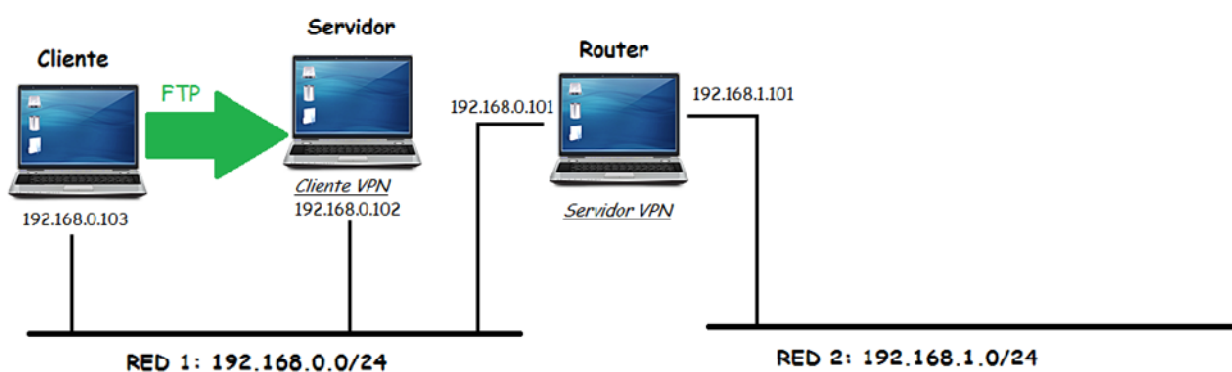 Cliente
FTP
192.168.0.103
Servidor
Cliente VPN
192.168.0.102
Router
192.168.0.101
192.168.1.101
Servidor VPN
RED 1: 192.168.0.0/24
RED 2: 192.168.1.0/24